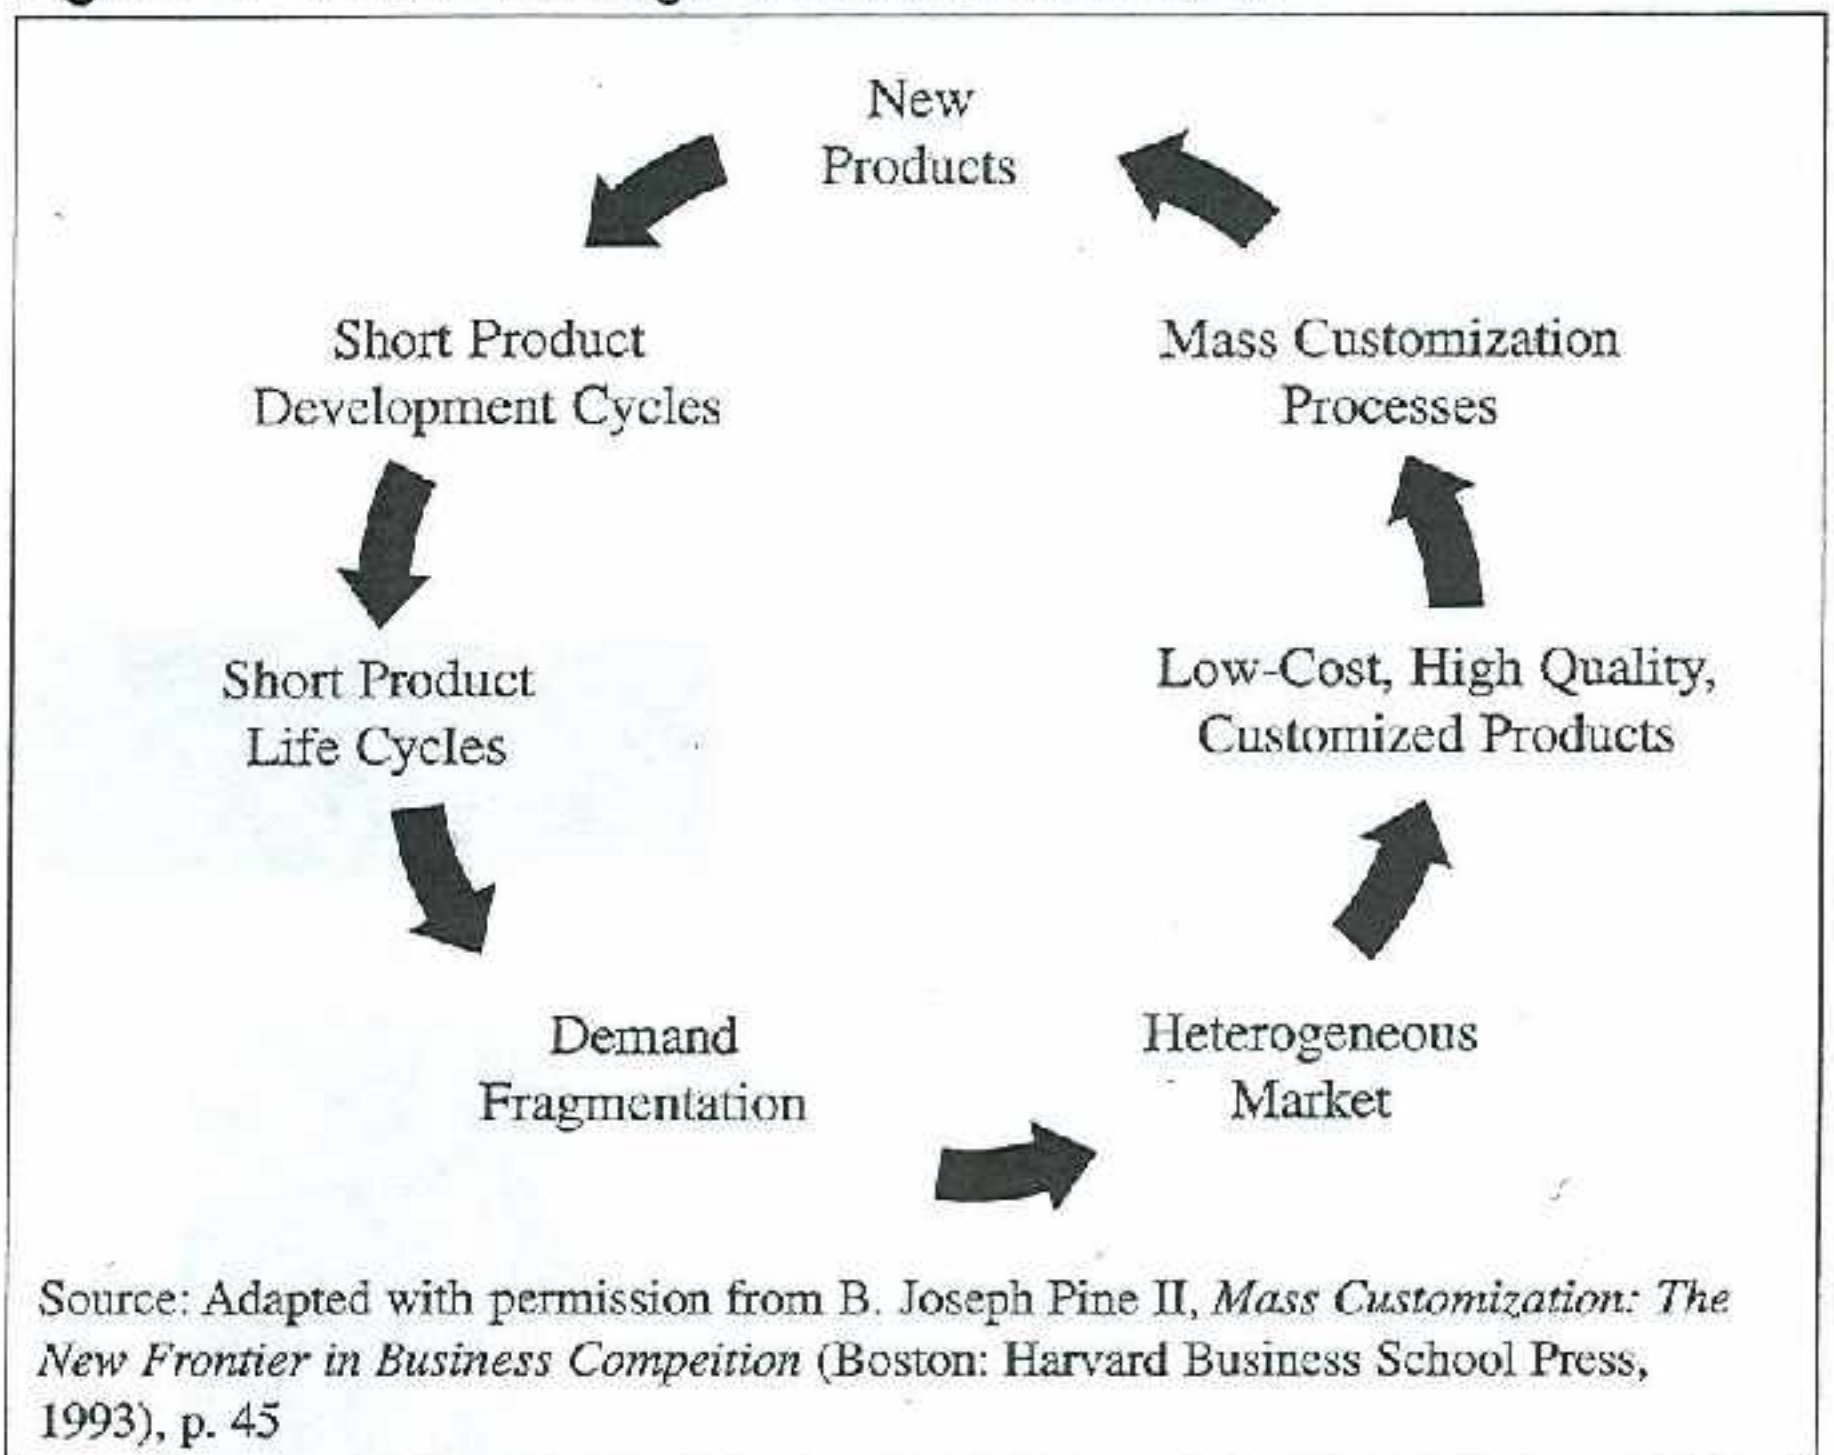 New
Products
Short Product
Development Cycles
Short Product
Life Cycles
Demand
Fragmentation
Heterogeneous
Market
Low-Cost, High Quality,
Customized Products
Mass Customization
Processes
Source: Adapted with permission from B. Joseph Pine II, Mass Customization: The
New Frontier in Business Compeition (Boston: Harvard Business School Press,
1993), p. 45